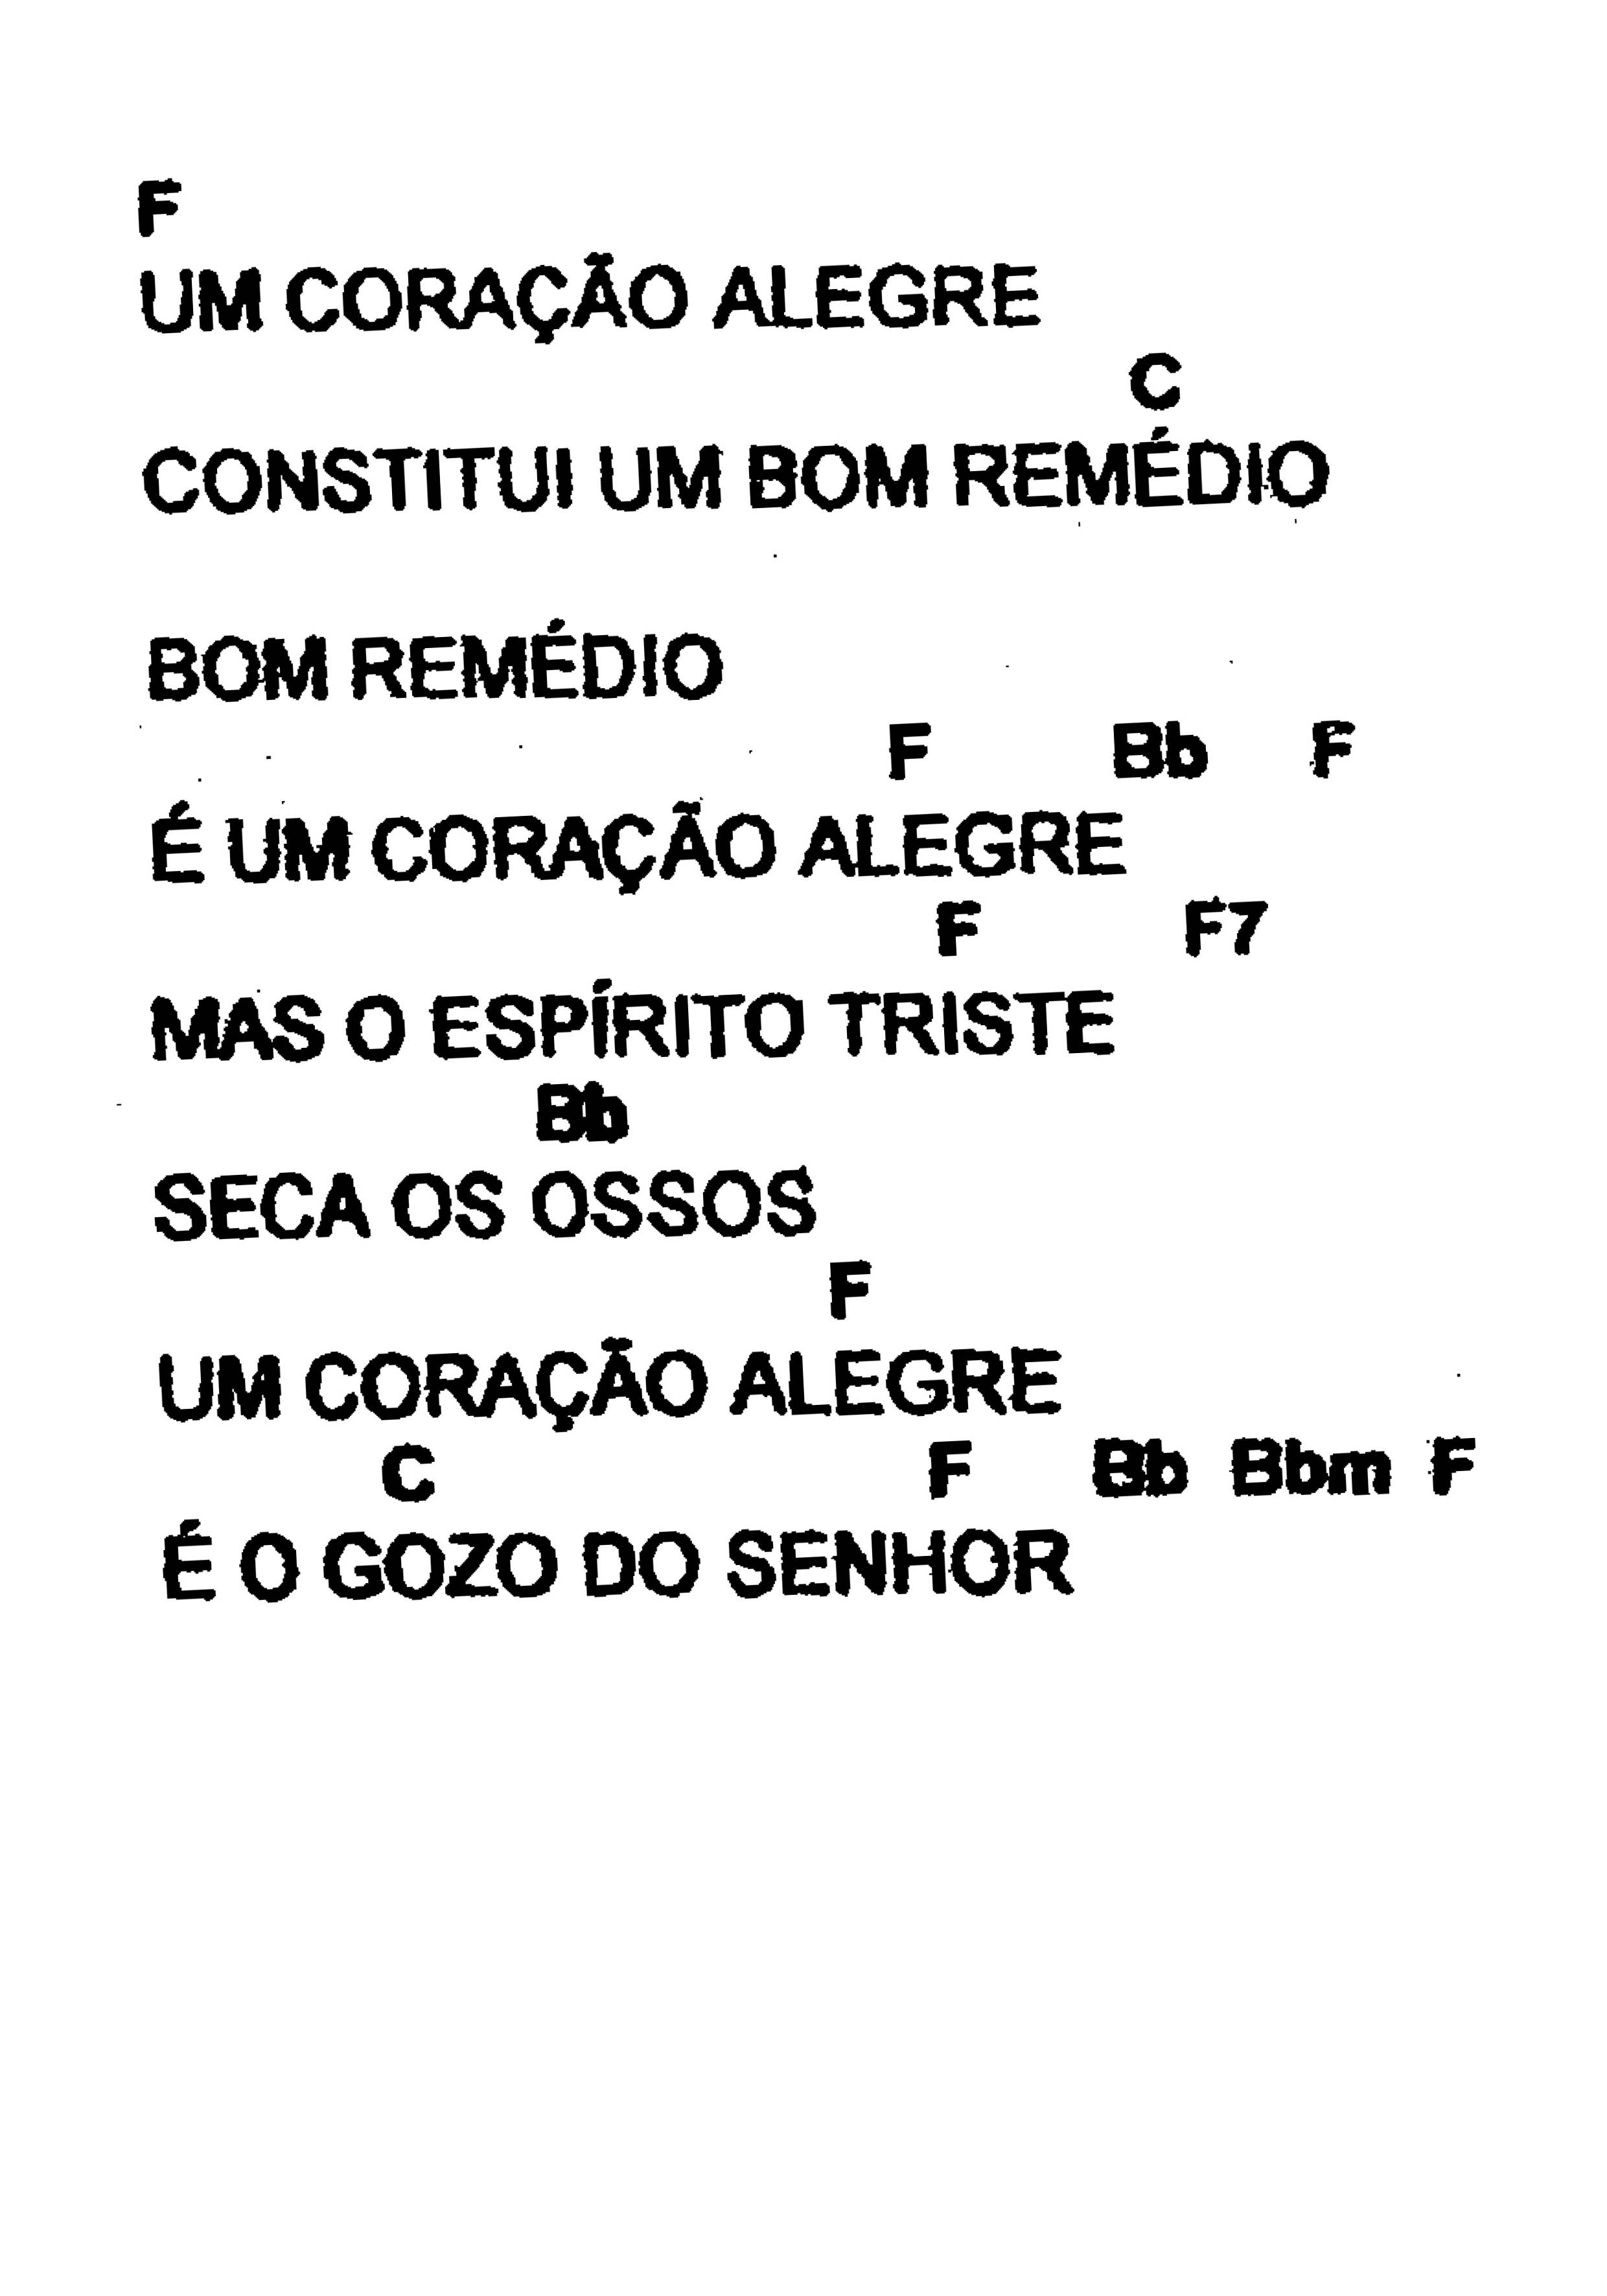 F
UM CORAÇÃO ALEGRE
C
CONSTITUI UM BOM REMÉDIO
BOM REMÉDIO
F Bb F
É UM CORAÇÃO ALEGRE
F F7
MAS O ESPÍRITO TRISTE
Bb
SECA OS OSSOS
F
UM CORAÇÃO ALEGRE
C F Bb Bbm F
É O GOZO DO SENHOR